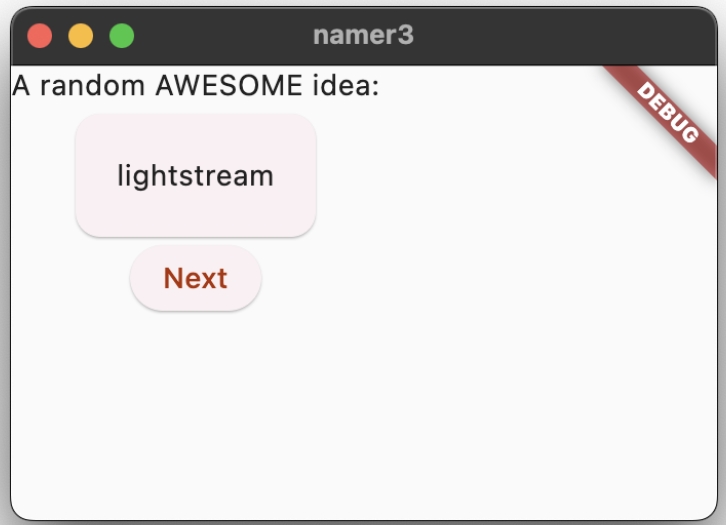 namer3
A random AWESOME idea:
DEBUG
lightstream
Next